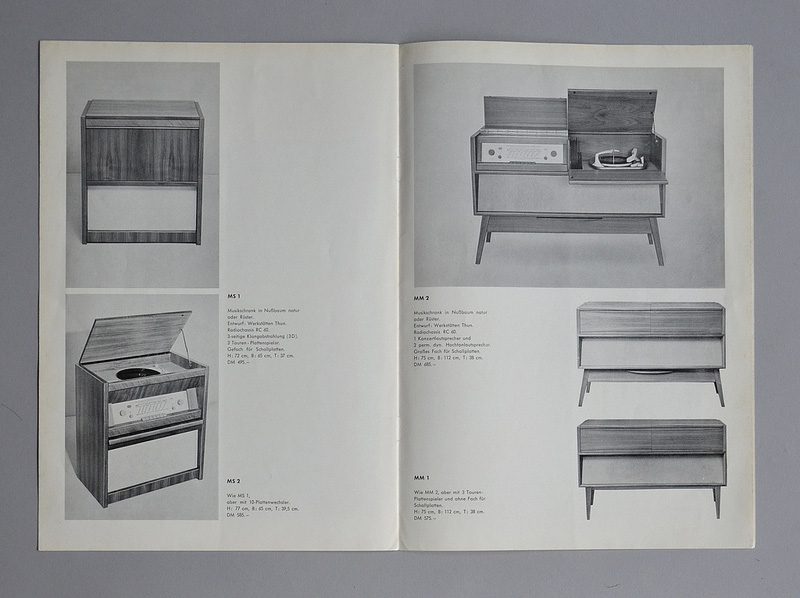 MS 1
Musikschrank in Nußbaum natur
oder Rüster.
Entwurf: Werkstätten Thun.
Radiochassis RC 60.
3-seitige Klangabstrahlung (3D).
3 Touren-Plattenspieler.
Gefach für Schallplatten.
H: 72 cm, B: 65 cm, T: 37 cm.
DM 495.–
MS 2
Wie MS 1,
aber mit 10-Plattenwechsler.
H: 77 cm, B: 65 cm, T: 39,5 cm.
DM 585.–
MM 2
Musikschrank in Nußbaum natur
oder Rüster.
Entwurf: Werkstätten Thun.
Radiochassis RC 60.
1 Konzertlautsprecher und
2 perm. dyn. Hochtonlautsprecher.
Großes Fach für Schallplatten.
H: 75 cm, B: 112 cm, T: 38 cm.
DM 685.–
MM 1
Wie MM 2, aber mit 3 Touren-
Plattenspieler und ohne Fach für
Schallplatten.
H: 75 cm, B: 112 cm, T: 38 cm.
DM 575.–